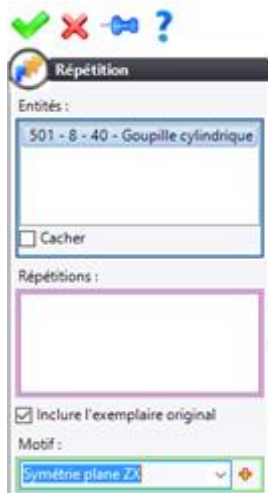 ?
Répétition
Entités :
501 - 8 - 40 - Goupille cylindrique
Cacher
Répétitions :
Inclure l'exemplaire original
Motif :
Symétrie plane ZX